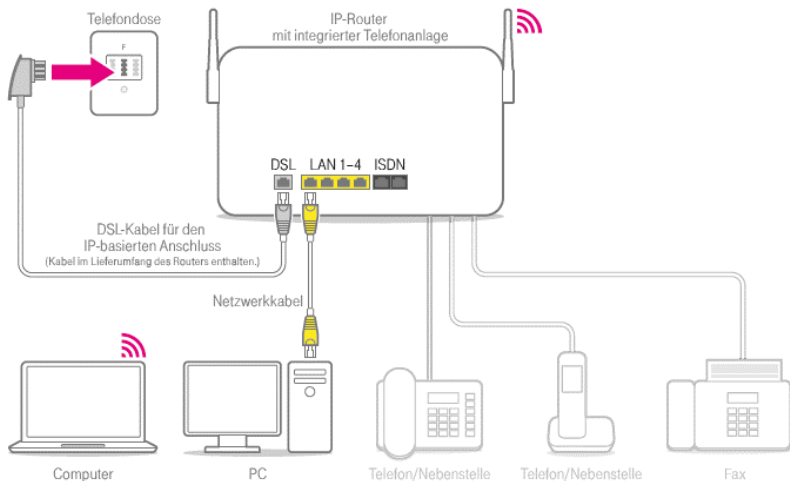 Telefondose
F
IP-Router
mit integrierter Telefonanlage
DSL LAN 1–4 ISDN
DSL-Kabel für den
IP-basierten Anschluss
(Kabel im Lieferumfang des Routers enthalten.)
Netzwerkkabel
Computer
PC
Telefon/Nebenstelle
Telefon/Nebenstelle
Fax